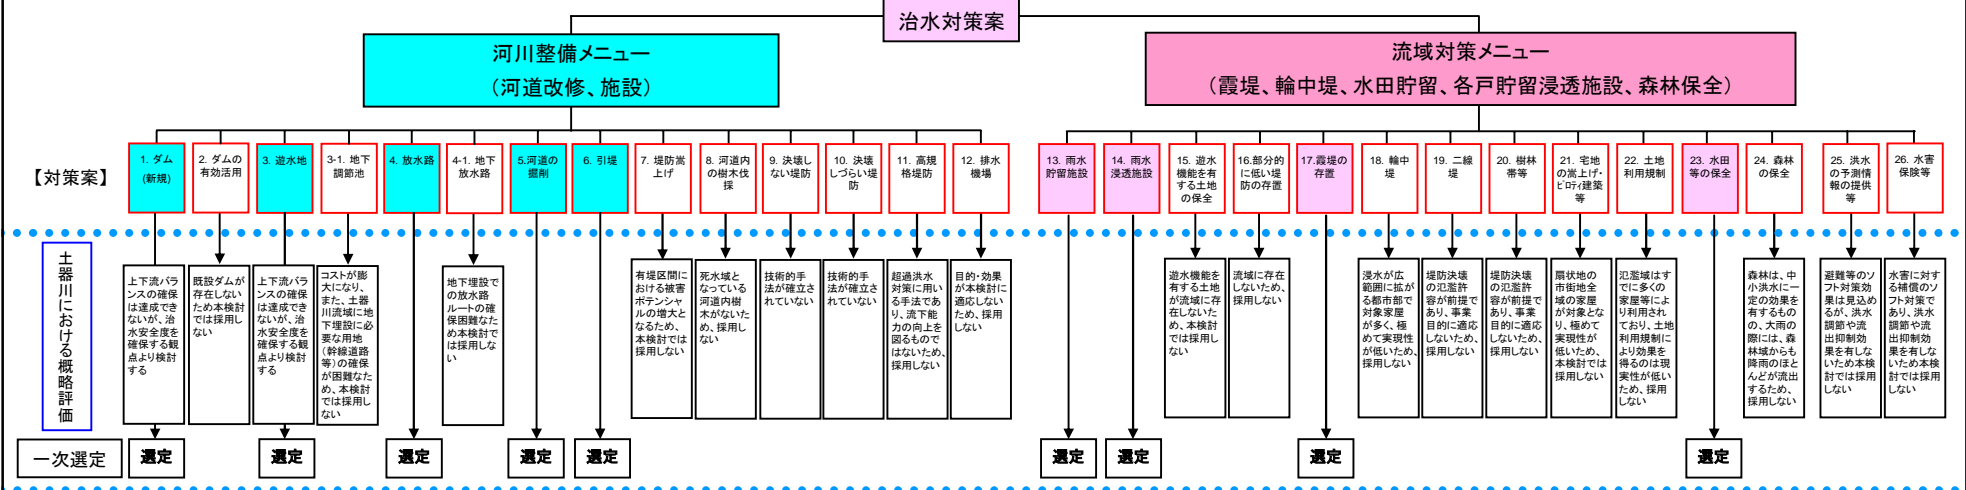 治水対策案
河川整備メニュー
（河道改修、施設）
流域対策メニュー
（霞堤、輪中堤、水田貯留、各戸貯留浸透施設、森林保全）
【対策案】
1. ダム
(新規)
2. ダムの
有効活用
3. 遊水地
3-1. 地下
調節池
4. 放水路
4-1. 地下
放水路
5.河道の
掘削
6. 引堤
7. 堤防嵩
上げ
8. 河道内
の樹木伐
採
9. 決壊し
ない堤防
10. 決壊
しづらい堤
防
11. 高規
格堤防
12. 排水
機場
13. 雨水
貯留施設
14. 雨水
浸透施設
15. 遊水
機能を有
する土地
の保全
16.部分的
に低い堤
防の存置
17.霞堤の
存置
18. 輪中
堤
19. 二線
堤
20. 樹林
帯等
21. 宅地
の嵩上げ・
ピロティ建築
等
22. 土地
利用規制
23. 水田
等の保全
24. 森林
の保全
25. 洪水
の予測情
報の提供
等
26. 水害
保険等
土器川における概略評価
上下流バラ
ンスの確保
は達成でき
ないが、治
水安全度を
確保する観
点より検討
する
既設ダムが
存在しない
ため本検討
では採用し
ない
上下流バラ
ンスの確保
は達成でき
ないが、治
水安全度を
確保する観
点より検討
する
コストが膨
大になり、
また、土器
川流域に地
下埋設に必
要な用地
（幹線道路
等）の確保
が困難なた
め、本検討
では採用し
ない
地下埋設で
の放水路
ルートの確
保困難なた
め本検討で
は採用しな
い
有堤区間に
おける被害
ポテンシャ
ルの増大と
なるため、
本検討では
採用しない
死水域と
なっている
河道内樹
木がないた
め、採用し
ない
技術的手
法が確立さ
れていない
技術的手
法が確立さ
れていない
超過洪水
対策に用い
る手法であ
り、流下能
力の向上を
図るもので
はないため、
採用しない
目的・効果
が本検討に
適応しない
ため、採用
しない
遊水機能を
有する土地
が流域に存
在しないた
め、本検討
では採用し
ない
流域に存在
しないため、
採用しない
浸水が広
範囲に拡が
る都市部で
対象家屋
が多く、極
めて実現性
が低いため、
採用しない
堤防決壊
の氾濫許
容が前提で
あり、事業
目的に適応
しないため、
採用しない
堤防決壊
の氾濫許
容が前提で
あり、事業
目的に適応
しないため、
採用しない
扇状地の
市街地全
域の家屋
が対象とな
り、極めて
実現性が
低いため、
本検討では
採用しない
氾濫域はす
でに多くの
家屋等によ
り利用され
ており、土地
利用規制に
より効果を
得るのは現
実性が低い
ため、採用
しない
森林は、中
小洪水に一
定の効果を
有するもの
の、大雨の
際には、森
林域からも
降雨のほと
んどが流出
するため、
採用しない
避難等のソ
フト対策効
果は見込め
るが、洪水
調節や流
出抑制効
果を有しな
いため本検
討では採用
しない
水害に対す
る補償のソ
フト対策で
あり、洪水
調節や流
出抑制効
果を有しな
いため本検
討では採用
しない
一次選定
選定
選定
選定
選定
選定
選定
選定
選定
選定